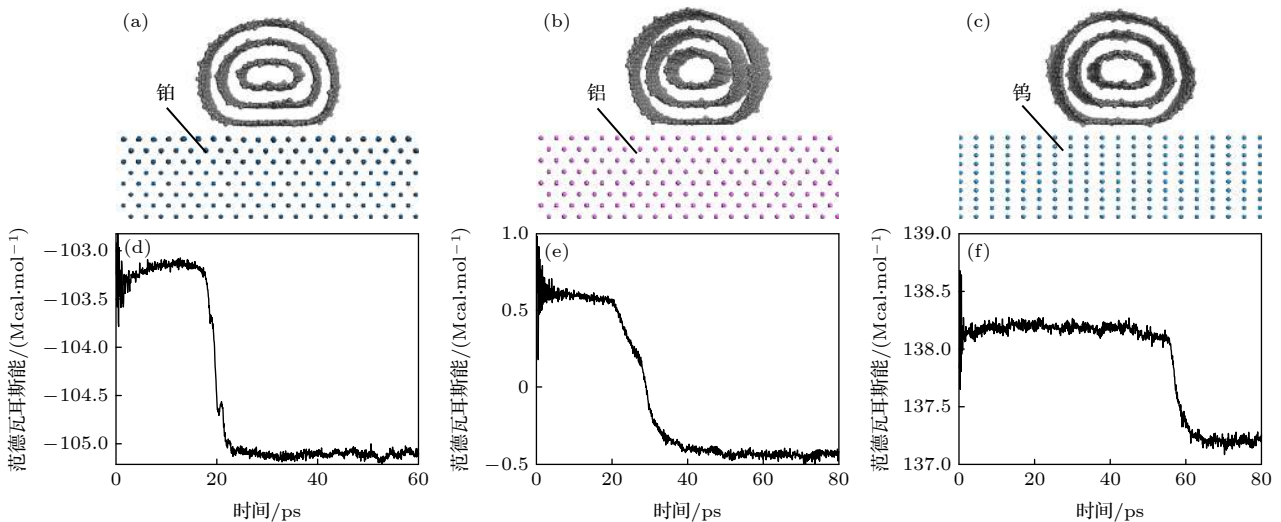 (a)
铂
(b)
铝
(c)
钨
(d)
−103.0
−103.5
−104.0
−104.5
−105.0
0
20
40
60
范德瓦耳斯能/(Mcal·mol⁻¹)
时间/ps
(e)
1.0
0.5
0
−0.5
0
20
40
60
80
范德瓦耳斯能/(Mcal·mol⁻¹)
时间/ps
(f)
139.0
138.5
138.0
137.5
137.0
0
20
40
60
80
范德瓦耳斯能/(Mcal·mol⁻¹)
时间/ps